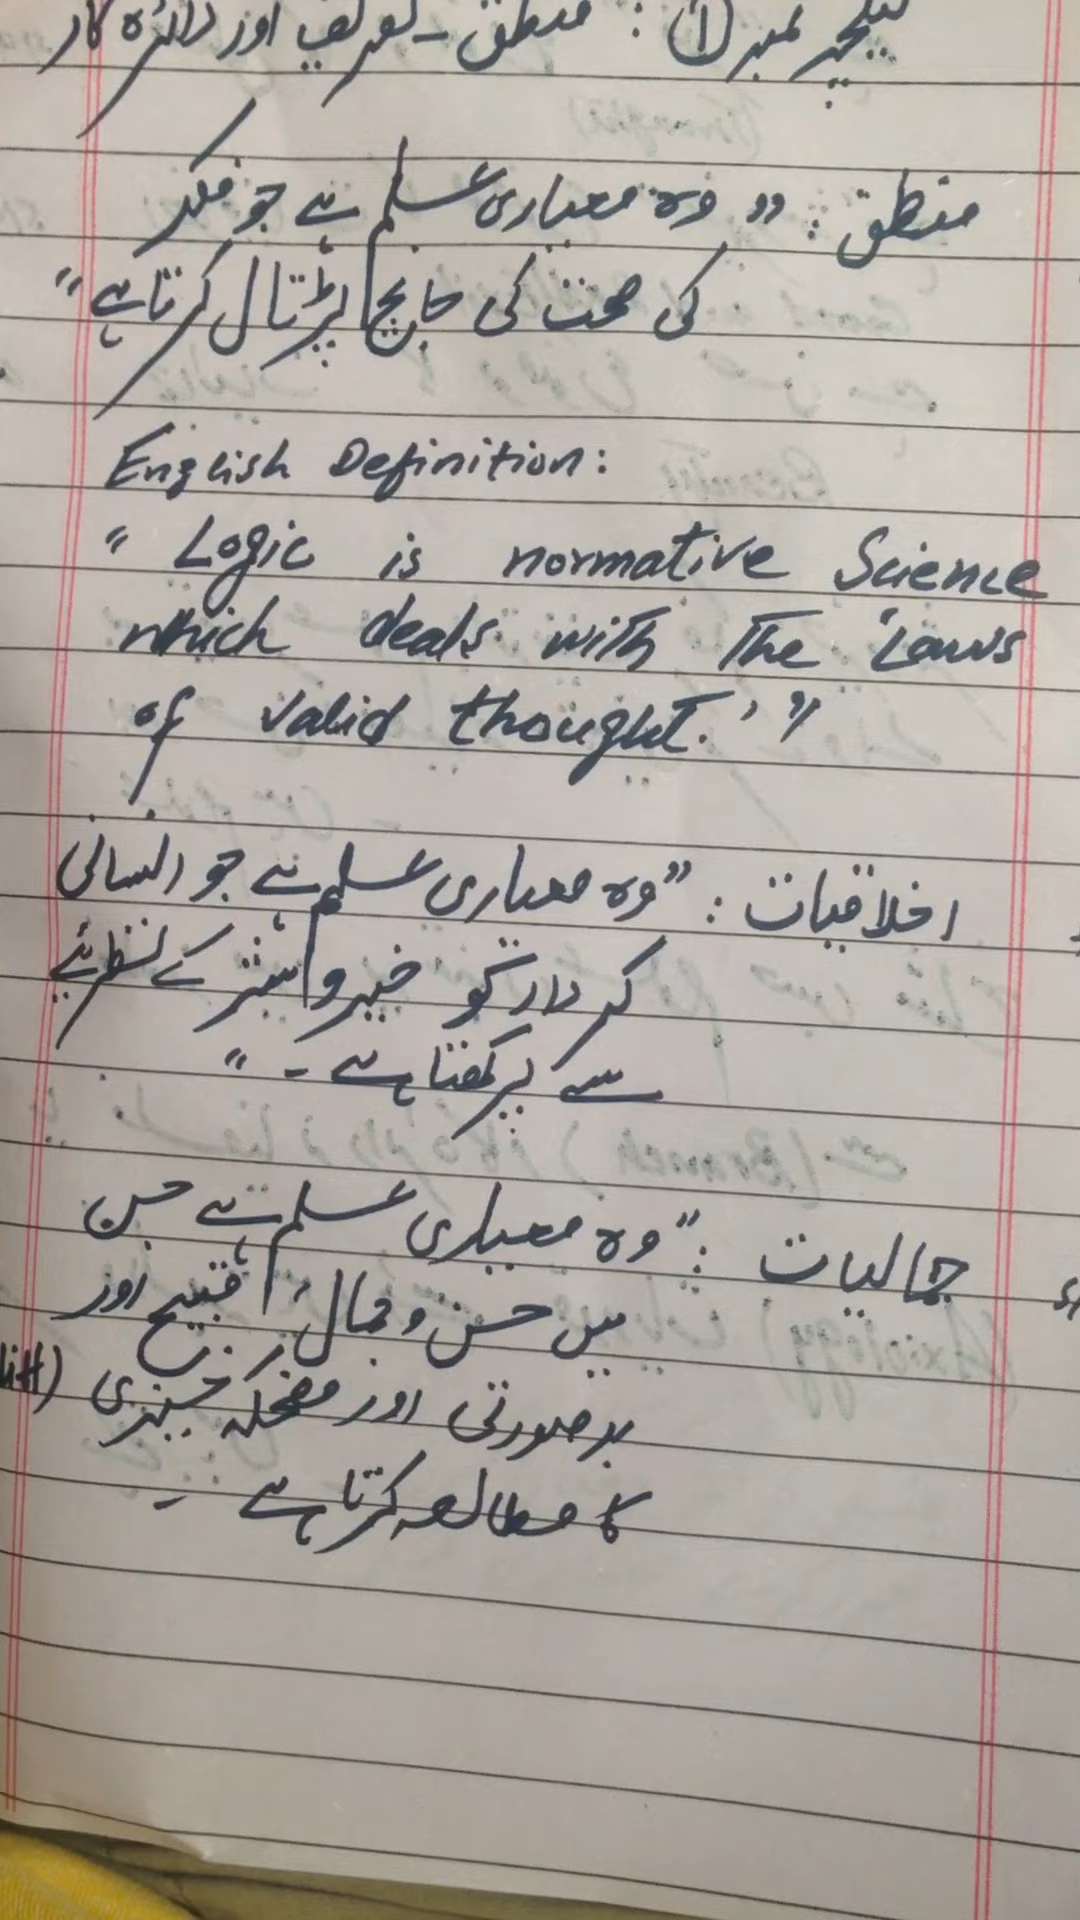 لیکچر نمبر ①: منطق - تعریف اور دائرہ کار
منطق: "وہ معیاری علم ہے جو فکر
کی صحت کی جانچ پڑتال کرتا ہے"
English Definition:
"Logic is normative Science
which deals with The 'Laws
of valid thought.'"
اخلاقیات: "وہ معیاری علم ہے جو انسانی
کردار کو خیر و شر کے نظریے
سے پرکھتا ہے۔"
جمالیات: "وہ معیاری علم ہے جس
میں حسن و جمال، قبیح اور
بدصورتی اور مضحکہ خیزی
کا مطالعہ کرتا ہے۔